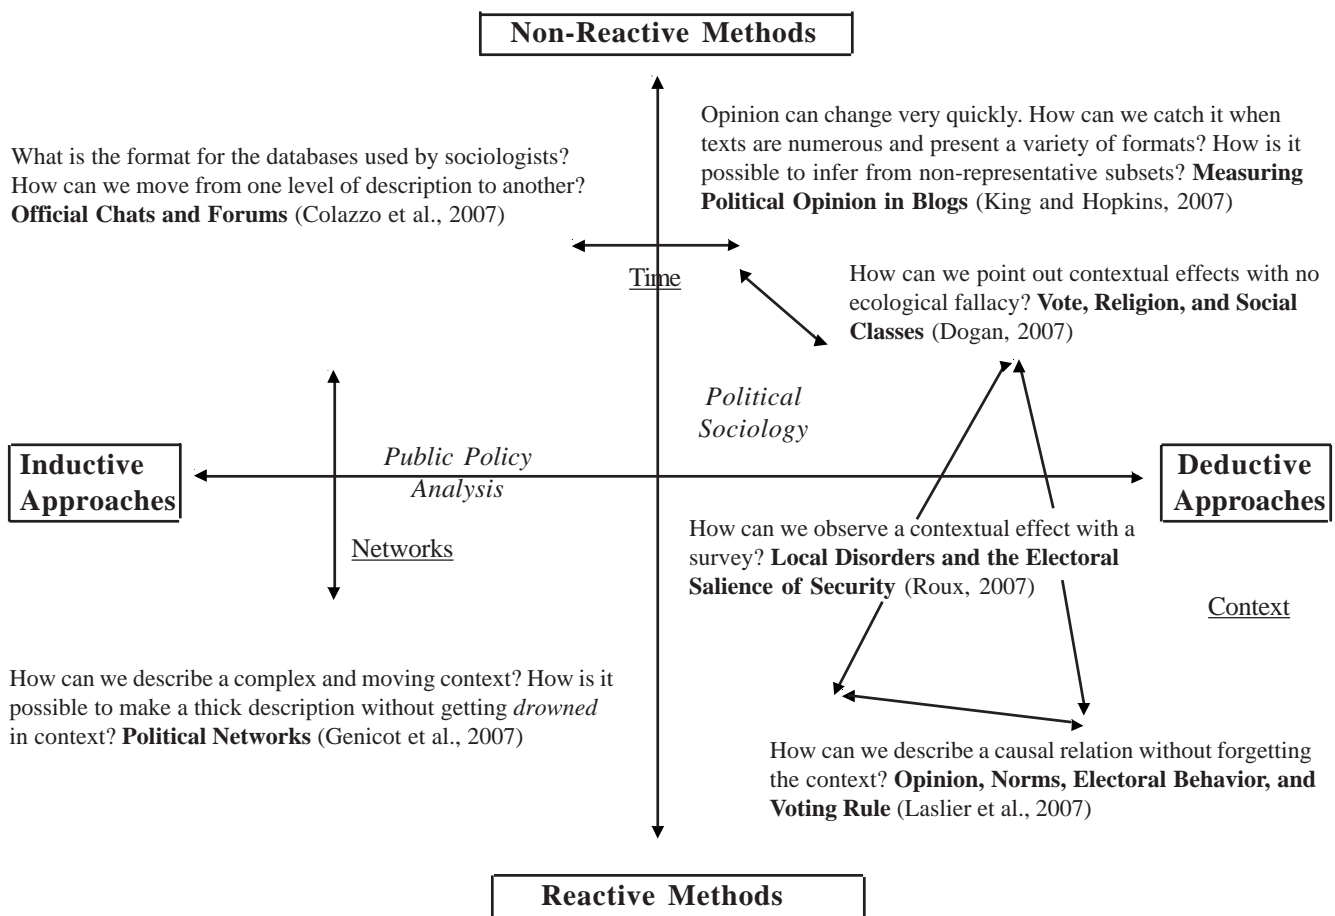 Non-Reactive Methods
What is the format for the databases used by sociologists?
How can we move from one level of description to another?
Official Chats and Forums (Colazzo et al., 2007)
Opinion can change very quickly. How can we catch it when
texts are numerous and present a variety of formats? How is it
possible to infer from non-representative subsets? Measuring
Political Opinion in Blogs (King and Hopkins, 2007)
Time
How can we point out contextual effects with no
ecological fallacy? Vote, Religion, and Social
Classes (Dogan, 2007)
Political
Sociology
Inductive
Approaches
Public Policy
Analysis
Deductive
Approaches
Networks
How can we observe a contextual effect with a
survey? Local Disorders and the Electoral
Salience of Security (Roux, 2007)
Context
How can we describe a complex and moving context? How is it
possible to make a thick description without getting drowned
in context? Political Networks (Genicot et al., 2007)
How can we describe a causal relation without forgetting
the context? Opinion, Norms, Electoral Behavior, and
Voting Rule (Laslier et al., 2007)
Reactive Methods